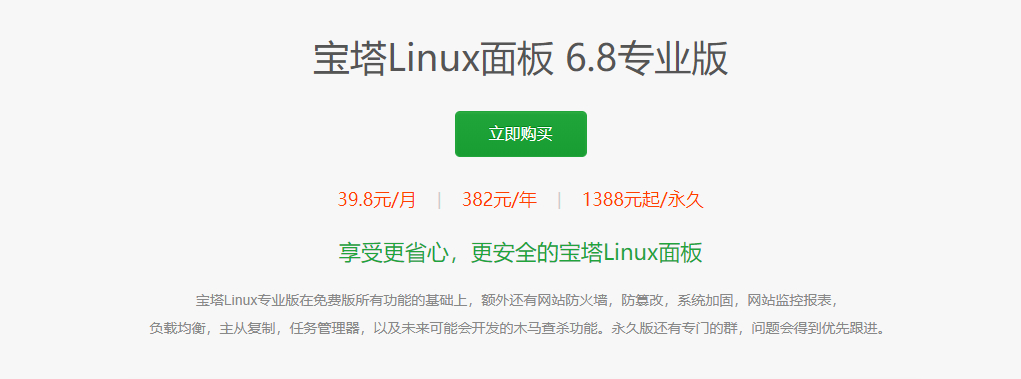 宝塔Linux面板 6.8专业版
立即购买
39.8元/月 | 382元/年 | 1388元起/永久
享受更省心，更安全的宝塔Linux面板
宝塔Linux专业版在免费版所有功能的基础上，额外还有网站防火墙，防篡改，系统加固，网站监控报表，
负载均衡，主从复制，任务管理器，以及未来可能会开发的木马查杀功能。永久版还有专门的群，问题会得到优先跟进。